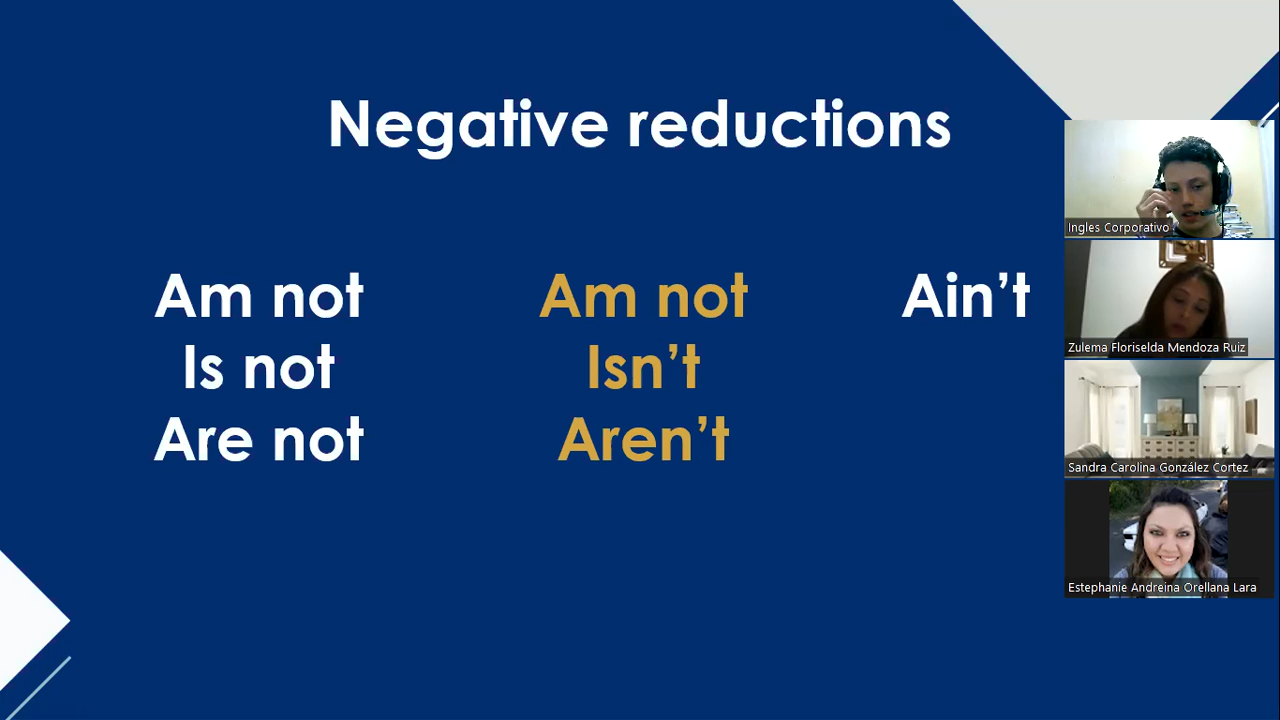 Negative reductions
Am not Am not Ain't
Is not Isn't
Are not Aren't
Ingles Corporativo
Zulema Floriselda Mendoza Ruiz
Sandra Carolina González Cortez
Estephanie Andreina Orellana Lara